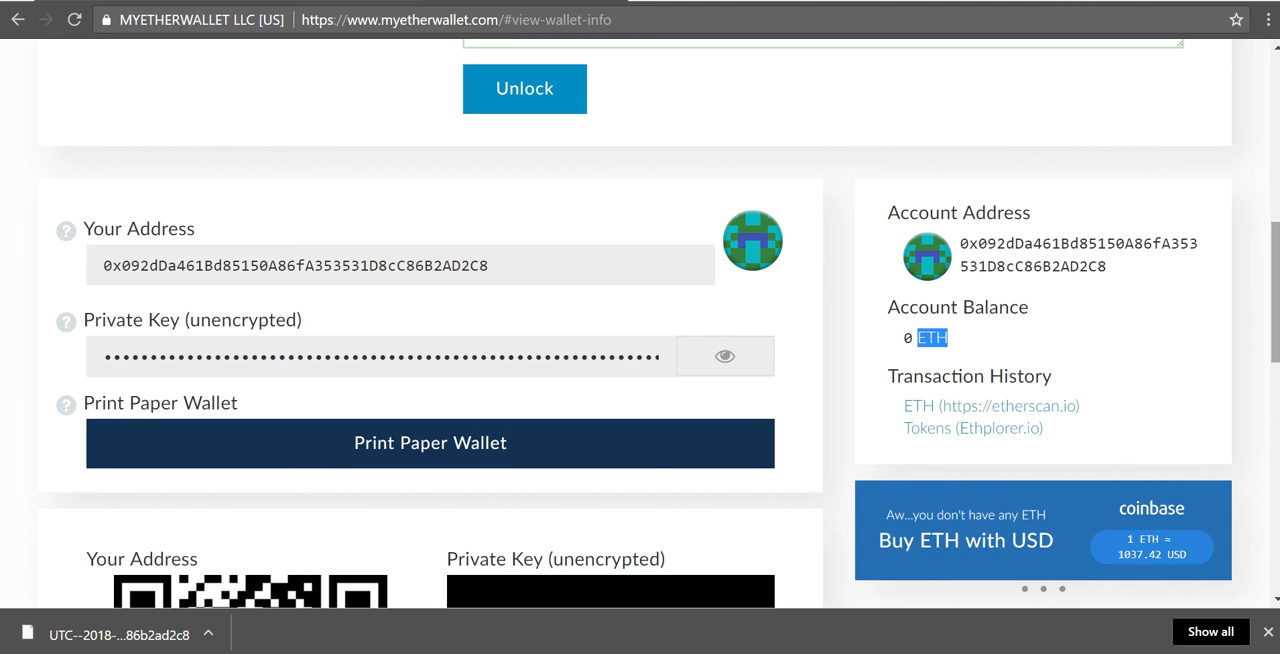 MYETHERWALLET LLC [US] | https://www.myetherwallet.com/#view-wallet-info
Unlock
Your Address
0x092dDa461Bd85150A86fA353531D8cC86B2AD2C8
Private Key (unencrypted)
Print Paper Wallet
Print Paper Wallet
Your Address
Private Key (unencrypted)
Account Address
0x092dDa461Bd85150A86fA353
531D8cC86B2AD2C8
Account Balance
0 ETH
Transaction History
ETH (https://etherscan.io)
Tokens (Ethplorer.io)
Aw...you don't have any ETH
Buy ETH with USD
coinbase
1 ETH ≈
1037.42 USD
UTC--2018-...86b2ad2c8
Show all